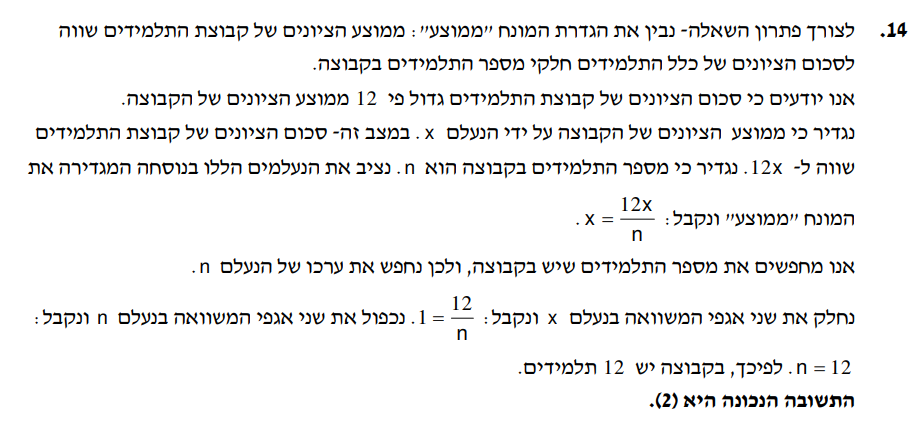 14. לצורך פתרון השאלה- נבין את הגדרת המונח "ממוצע": ממוצע הציונים של קבוצת התלמידים שווה
לסכום הציונים של כלל התלמידים חלקי מספר התלמידים בקבוצה.
אנו יודעים כי סכום הציונים של קבוצת התלמידים גדול פי 12 ממוצע הציונים של הקבוצה.
נגדיר כי ממוצע הציונים של הקבוצה על ידי הנעלם x. במצב זה- סכום הציונים של קבוצת התלמידים
שווה ל- 12x. נגדיר כי מספר התלמידים בקבוצה הוא n. נציב את הנעלמים הללו בנוסחה המגדירה את
המונח "ממוצע" ונקבל: x = 12x/n.
אנו מחפשים את מספר התלמידים שיש בקבוצה, ולכן נחפש את ערכו של הנעלם n.
נחלק את שני אגפי המשוואה בנעלם x ונקבל: 1 = 12/n. נכפול את שני אגפי המשוואה בנעלם n ונקבל:
n = 12. לפיכך, בקבוצה יש 12 תלמידים.
התשובה הנכונה היא (2).